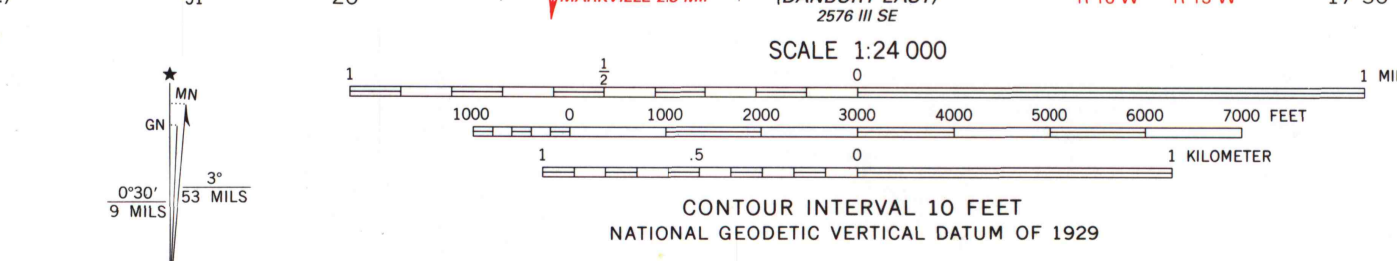 2576 III SE
SCALE 1:24 000
1 1/2 0 1
1000 0 1000 2000 3000 4000 5000 6000 7000 FEET
1 .5 0 1 KILOMETER
CONTOUR INTERVAL 10 FEET
NATIONAL GEODETIC VERTICAL DATUM OF 1929
★
MN
GN
0°30′
9 MILS
3°
53 MILS